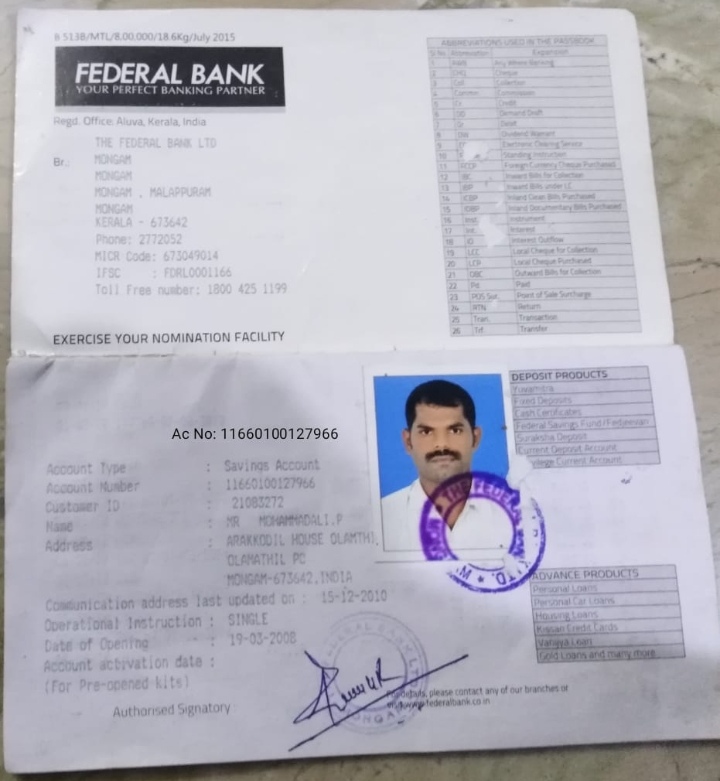 B 513B/MTL/8,00,000/18.6Kg/July 2015
FEDERAL BANK
YOUR PERFECT BANKING PARTNER
Regd. Office: Aluva, Kerala, India
THE FEDERAL BANK LTD
Br.: MONGAM
MONGAM
MONGAM , MALAPPURAM
MONGAM
KERALA - 673642
Phone: 2772052
MICR Code: 673049014
IFSC : FDRL0001166
Toll Free number: 1800 425 1199
EXERCISE YOUR NOMINATION FACILITY
ABBREVIATIONS USED IN THE PASSBOOK
Sl No. Abbreviation Expansion
1 AWB Any Where Banking
2 CHQ Cheque
3 Coll Collection
4 Comm Commission
5 Cr. Credit
6 DD Demand Draft
7 Dr Debit
8 DW Dividend Warrant
9 Electronic Clearing Service
10 Standing Instruction
11 FCCP Foreign Currency Cheque Purchased
12 IBC Inward Bills for Collection
13 IBP Inward Bills under LC
14 ICBP Inland Clean Bills Purchased
15 IDBP Inland Documentary Bills Purchased
16 Inst Instrument
17 Int Interest
18 IO Interest Outflow
19 LCC Local Cheque for Collection
20 LCP Local Cheque Purchased
21 OBC Outward Bills for Collection
22 Pd Paid
23 POS Sur. Point of Sale Surcharge
24 RTN Return
25 Tran. Transaction
26 Trf. Transfer
Ac No: 11660100127966
Account Type : Savings Account
Account Number : 11660100127966
Customer ID : 21083272
Name : MR MOHAMMADALI.P
Address : ARAKKODIL HOUSE OLAMTHI,
OLAMATHIL PO
MONGAM-673642,INDIA
Communication address last updated on : 15-12-2010
Operational Instruction : SINGLE
Date of Opening : 19-03-2008
Account activation date :
(For Pre-opened kits)
Authorised Signatory
DEPOSIT PRODUCTS
Yuvamitra
Fixed Deposits
Cash Certificates
Federal Savings Fund/Fedjeevan
Suraksha Deposit
Current Deposit Account
Current Account
THE FEDERAL BANK LTD. * MONGAM
ADVANCE PRODUCTS
Personal Loans
Personal Car Loans
Housing Loans
Kissan Credit Cards
Vanijya Loan
Gold Loans and many more
FEDERAL BANK LTD
MONGAM
For details, please contact any of our branches or
visit www.federalbank.co.in